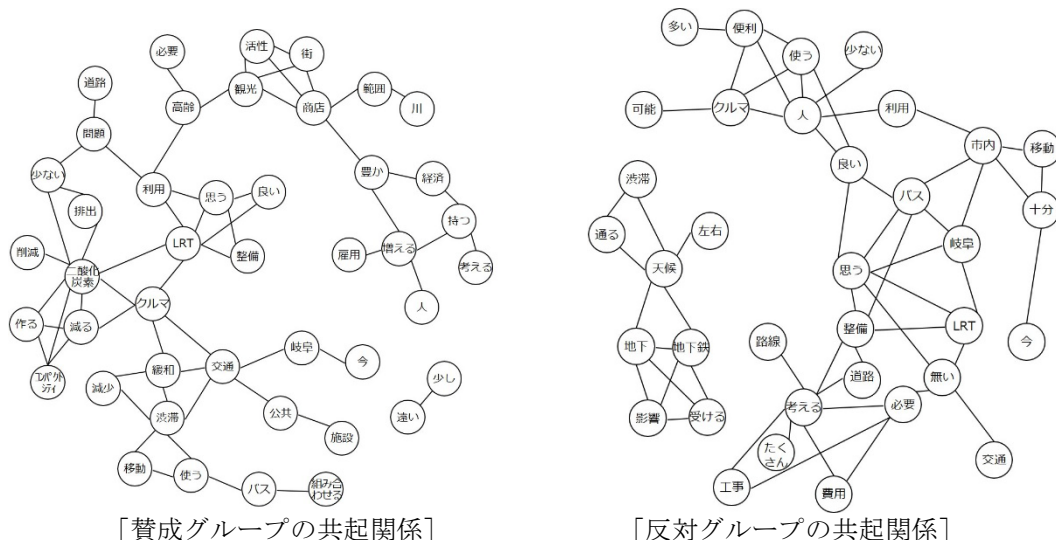 必要
活性
街
道路
高齢
観光
商店
範囲
川
問題
少ない
利用
思う
良い
豊か
経済
排出
持つ
削減
LRT
整備
雇用
増える
考える
二酸化
炭素
クルマ
人
作る
減る
緩和
交通
岐阜
今
コンパクト
シティ
減少
渋滞
公共
施設
少し
遠い
移動
使う
バス
組み合
わせる
[賛成グループの共起関係]
多い
便利
使う
少ない
可能
クルマ
人
利用
市内
移動
良い
バス
十分
渋滞
通る
左右
天候
思う
岐阜
地下
地下鉄
路線
整備
LRT
今
道路
無い
影響
受ける
考える
必要
たく
さん
交通
工事
費用
[反対グループの共起関係]